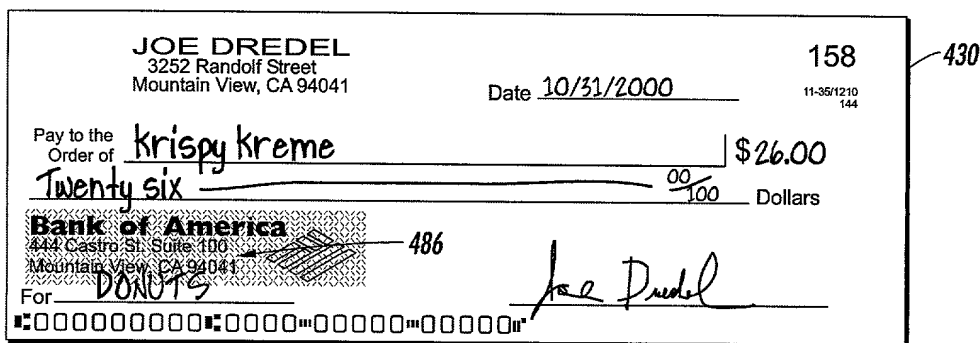 JOE DREDEL
3252 Randolf Street
Mountain View, CA 94041
158
430
Date 10/31/2000
11-35/1210
144
Pay to the
Order of Krispy Kreme $26.00
Twenty six 00/100 Dollars
Bank of America
444 Castro St. Suite 100
Mountain View, CA 94041
486
For DONUTS
Joe Dredel
⑆000000000⑆0000⑈00000⑈00000⑈